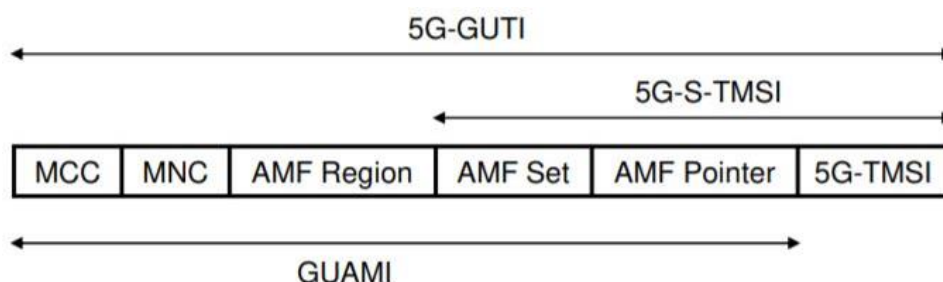 5G-GUTI
5G-S-TMSI
MCC MNC AMF Region AMF Set AMF Pointer 5G-TMSI
GUAMI